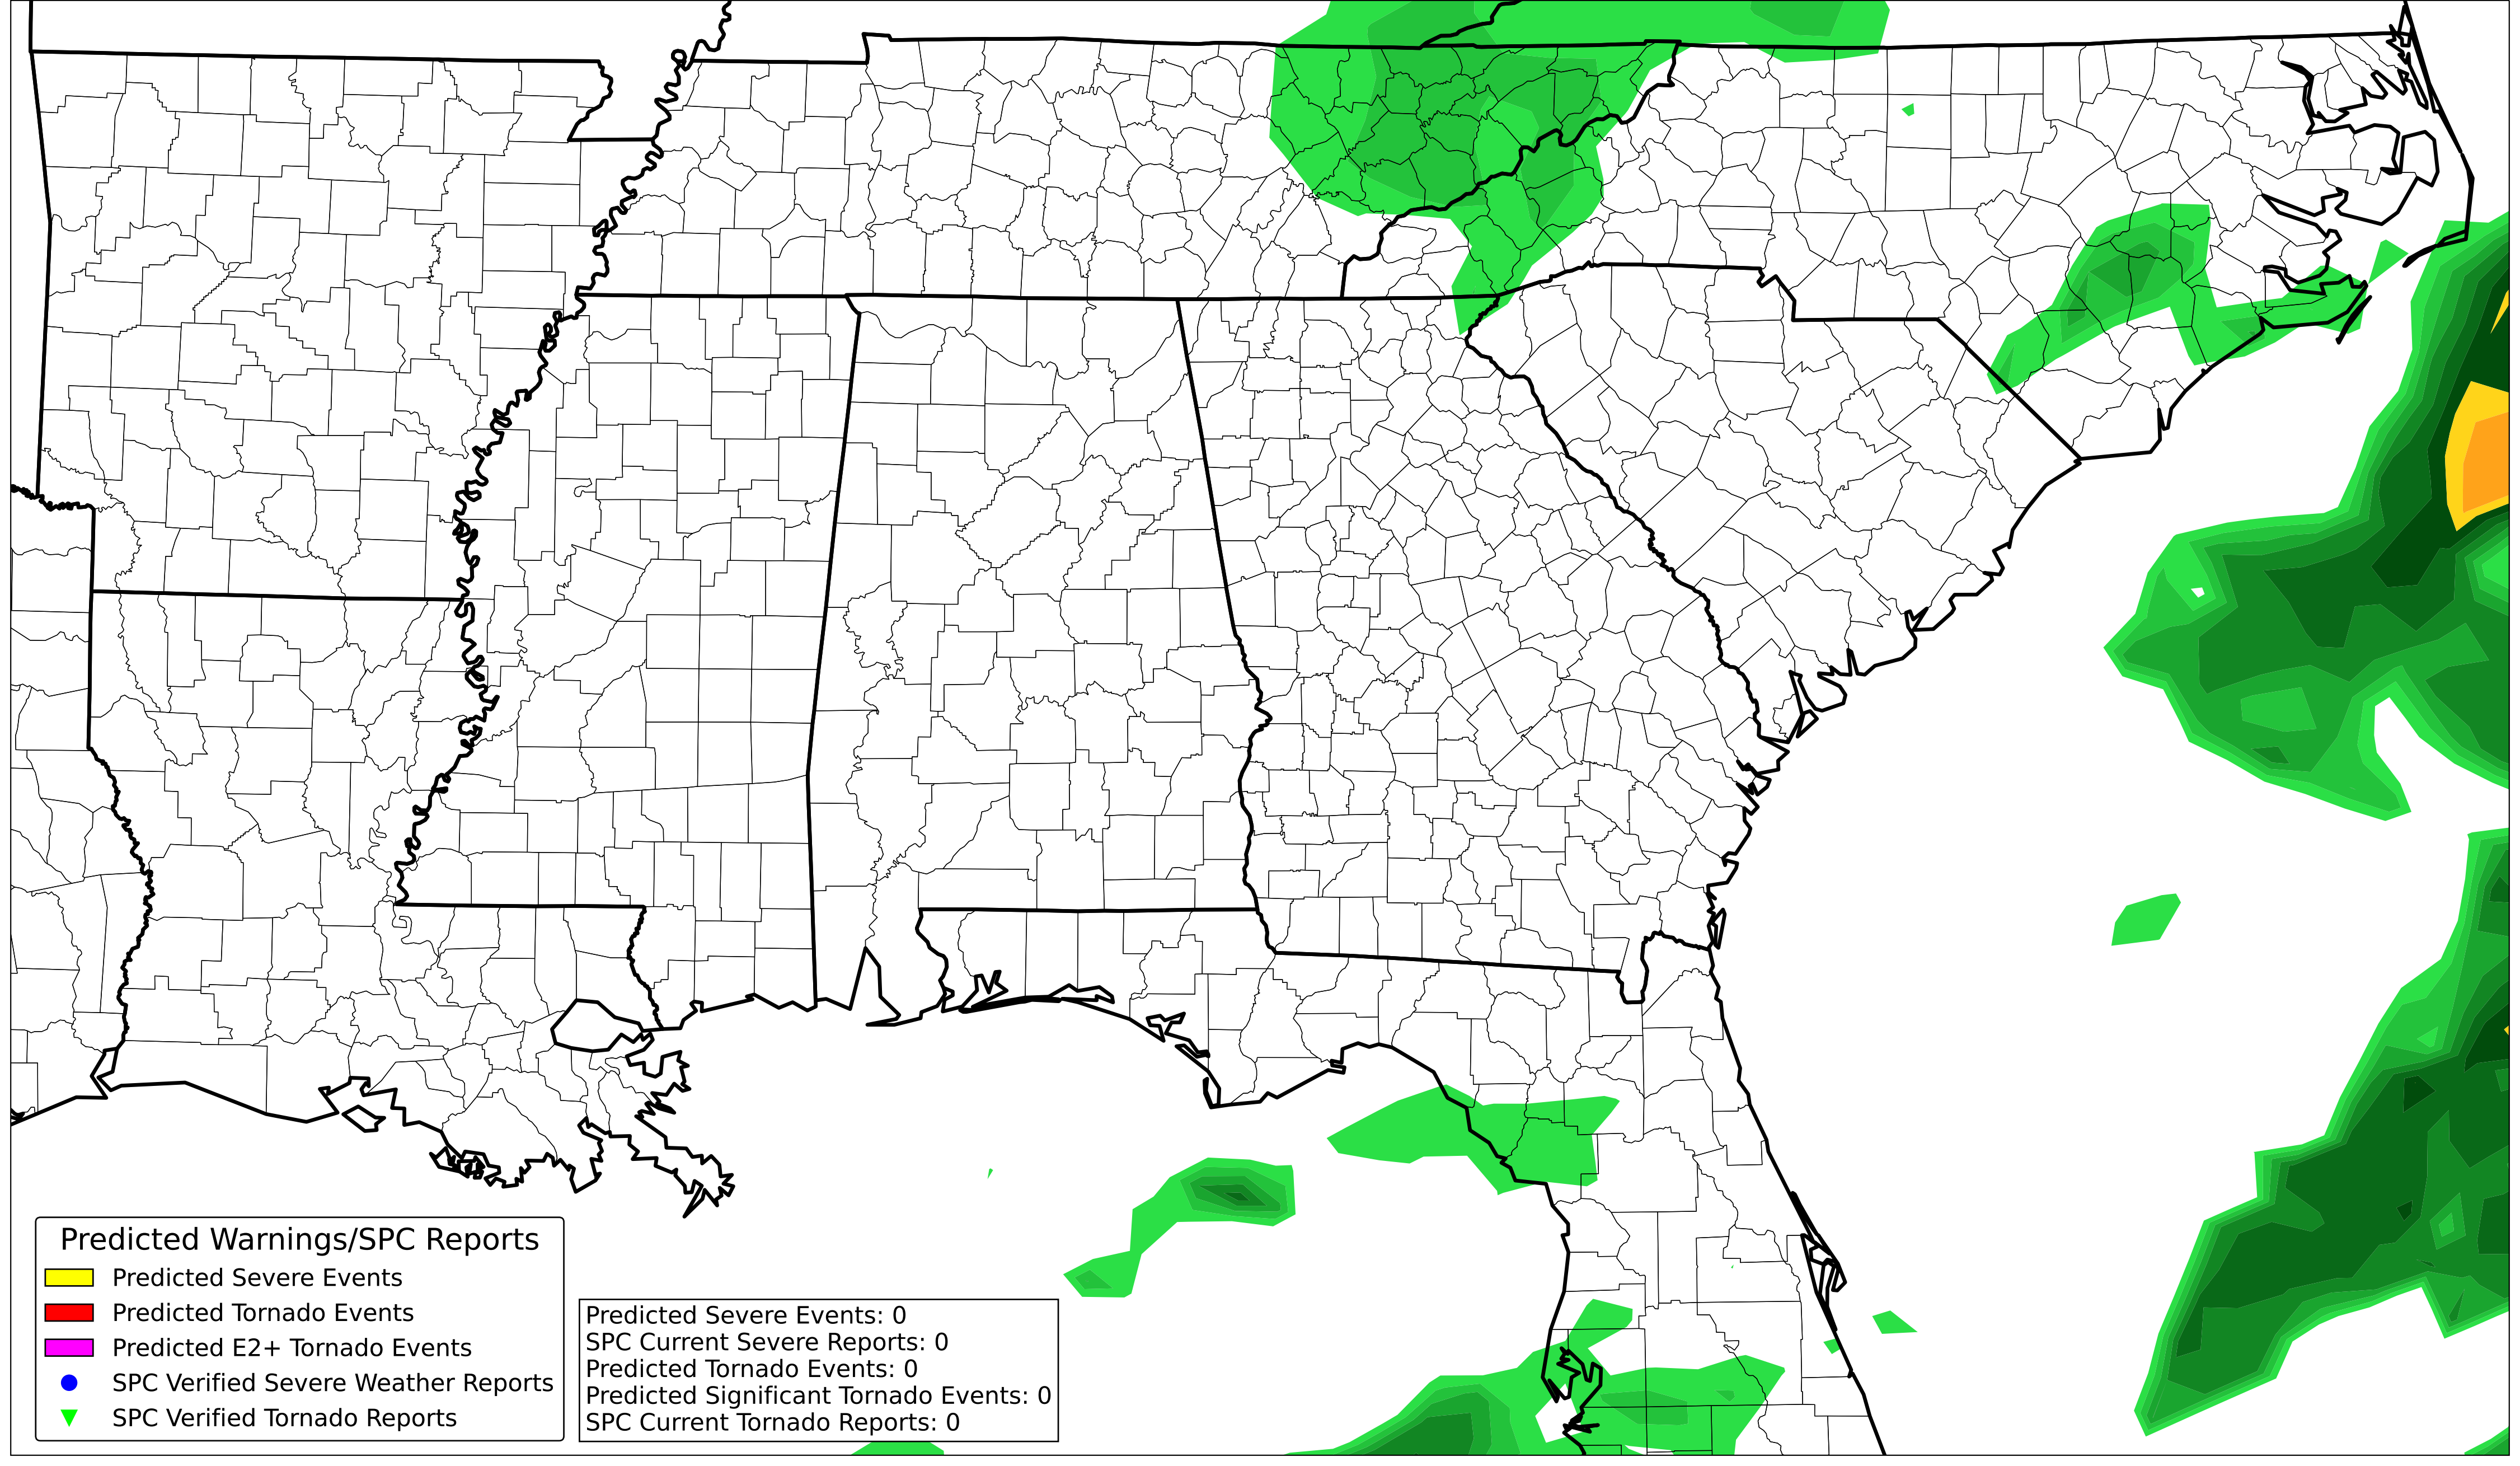 Predicted Warnings/SPC Reports
Predicted Severe Events
Predicted Tornado Events
Predicted E2+ Tornado Events
SPC Verified Severe Weather Reports
SPC Verified Tornado Reports
Predicted Severe Events: 0
SPC Current Severe Reports: 0
Predicted Tornado Events: 0
Predicted Significant Tornado Events: 0
SPC Current Tornado Reports: 0